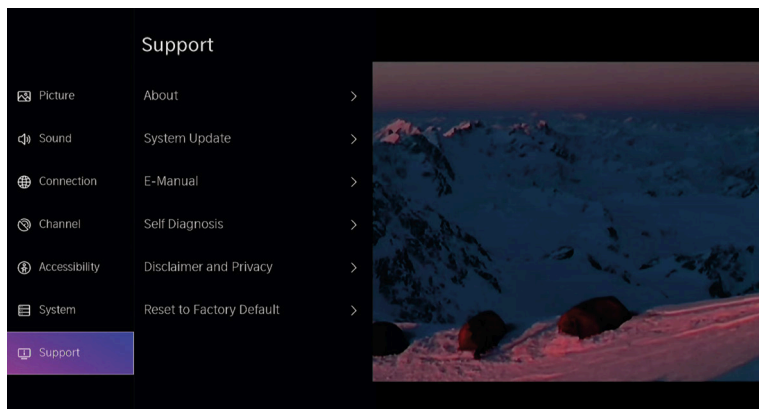 Support
Picture
Sound
Connection
Channel
Accessibility
System
Support
About
System Update
E-Manual
Self Diagnosis
Disclaimer and Privacy
Reset to Factory Default